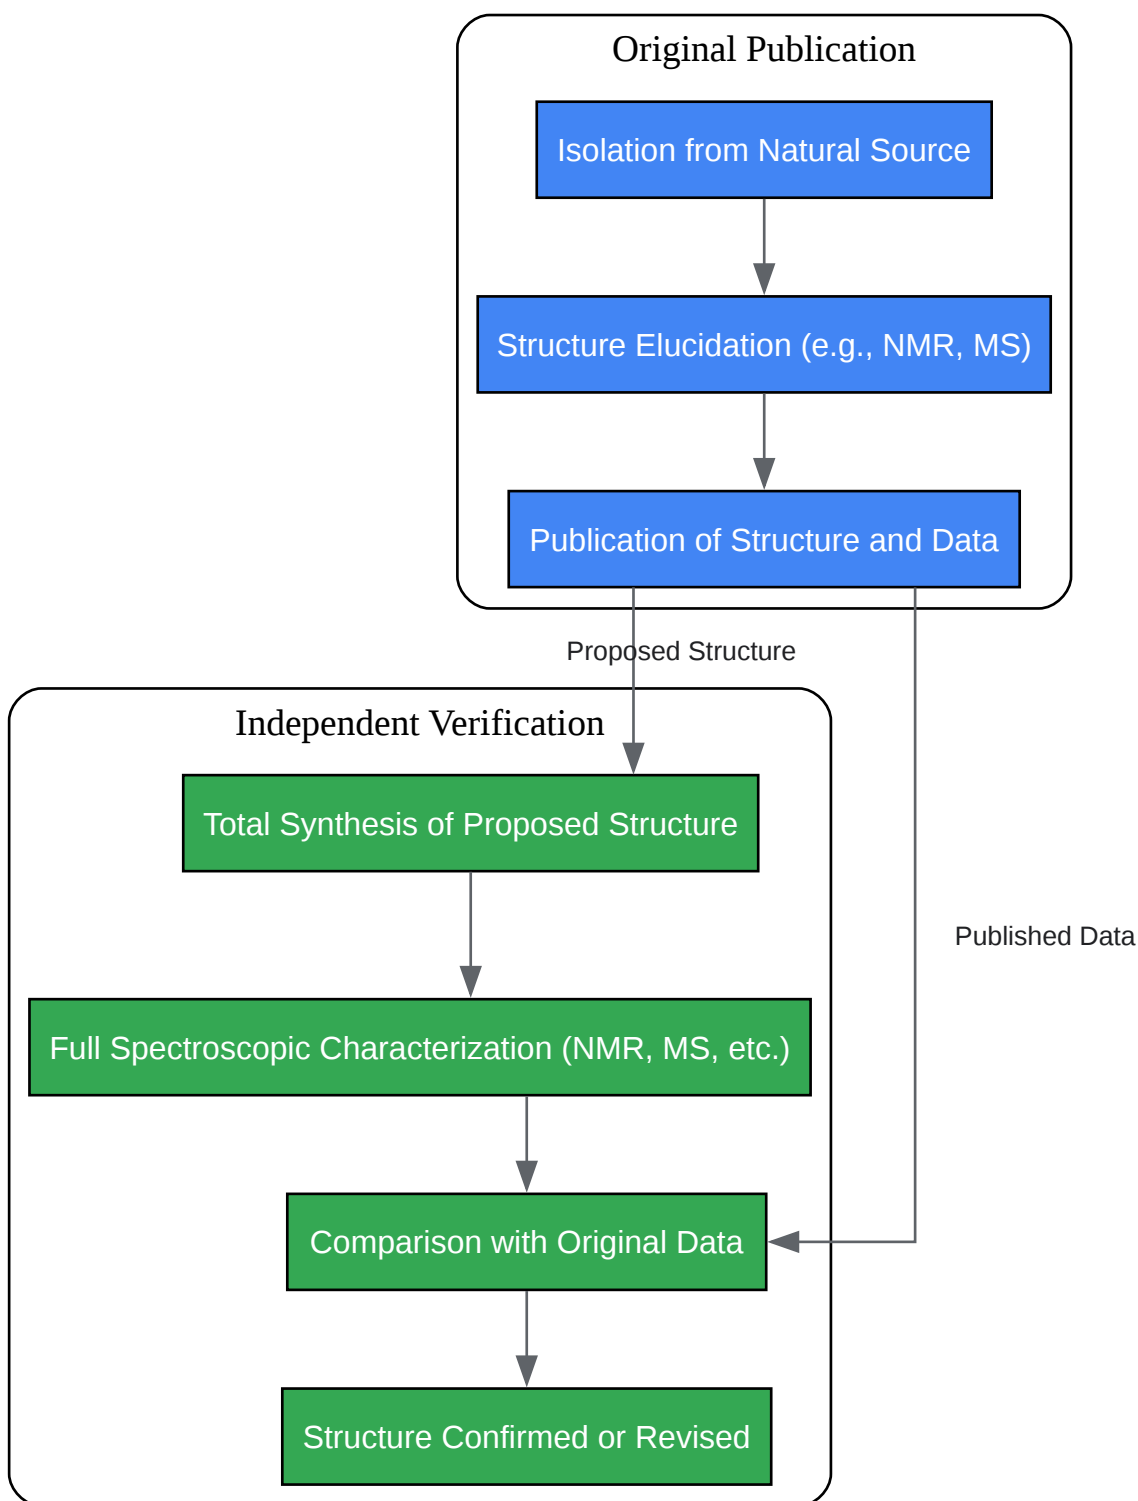 Original Publication
Isolation from Natural Source
Structure Elucidation (e.g., NMR, MS)
Publication of Structure and Data
Proposed Structure
Independent Verification
Total Synthesis of Proposed Structure
Published Data
Full Spectroscopic Characterization (NMR, MS, etc.)
Comparison with Original Data
Structure Confirmed or Revised